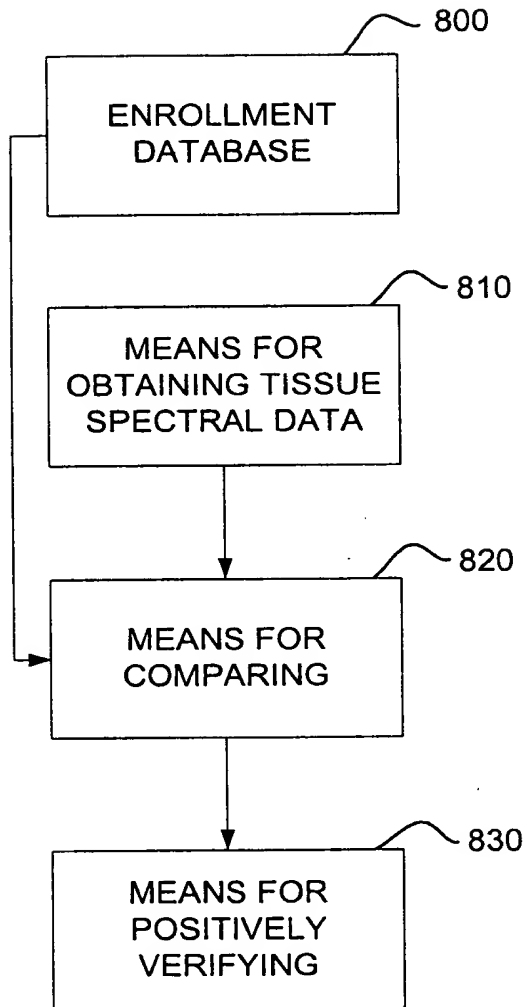 800
ENROLLMENT
DATABASE
810
MEANS FOR
OBTAINING TISSUE
SPECTRAL DATA
820
MEANS FOR
COMPARING
830
MEANS FOR
POSITIVELY
VERIFYING